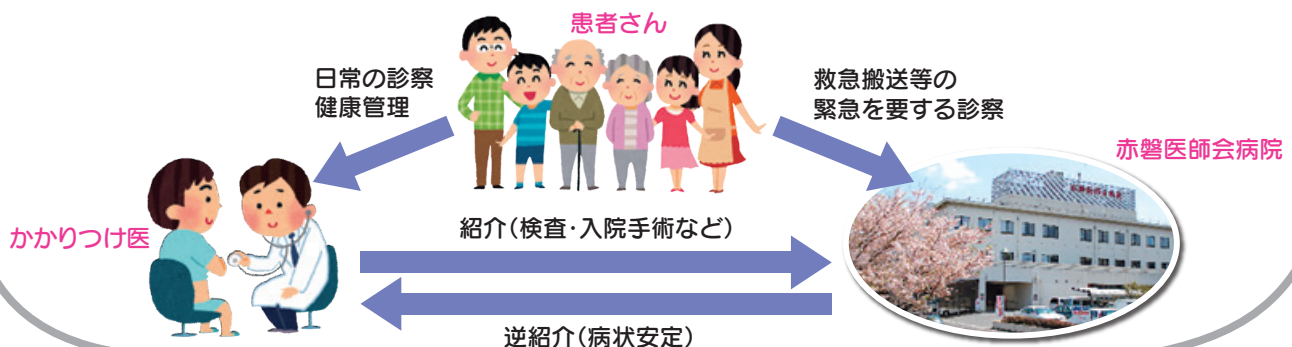 患者さん
日常の診察
健康管理
救急搬送等の
緊急を要する診察
赤磐医師会病院
かかりつけ医
紹介（検査・入院手術など）
逆紹介（病状安定）